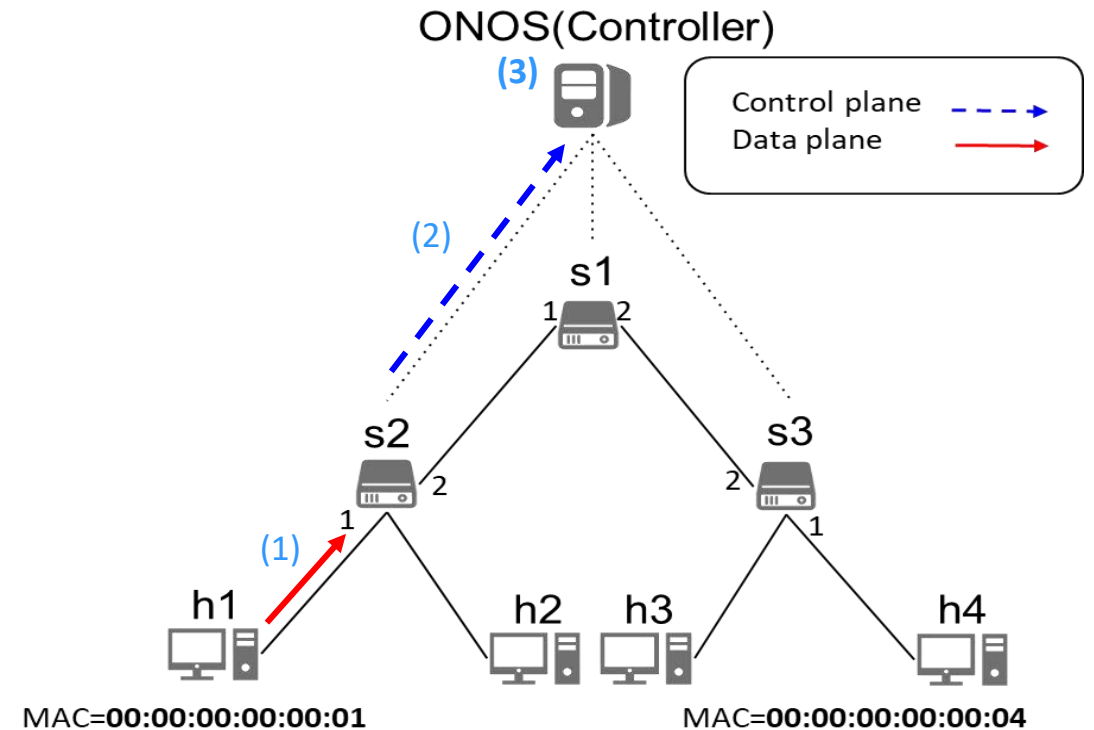 ONOS(Controller)
(3)
Control plane
Data plane
(2)
s1
1 2
s2
s3
2
2
1
1
(1)
h1
h2
h3
h4
MAC=00:00:00:00:00:01
MAC=00:00:00:00:00:04